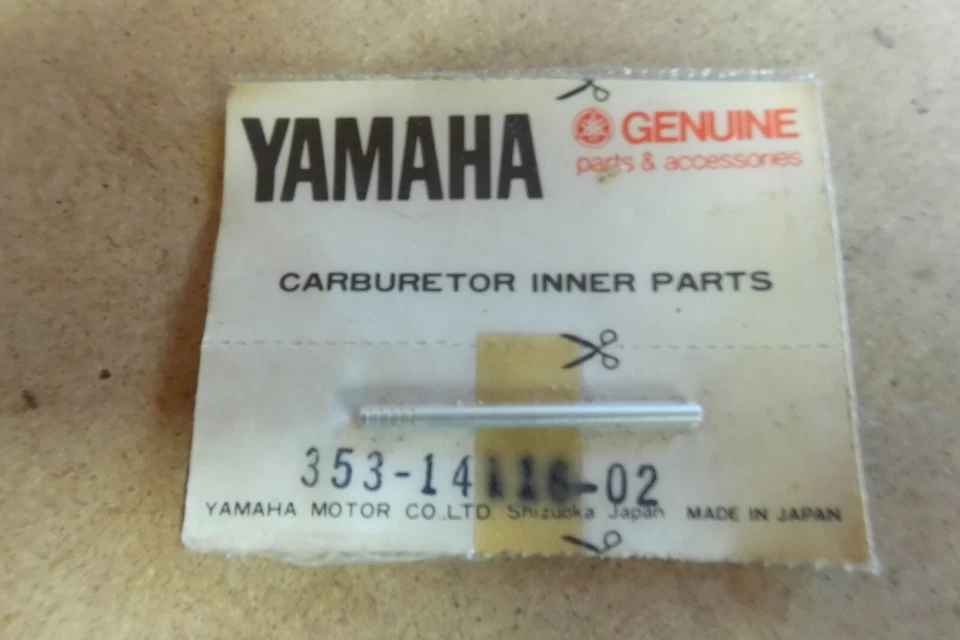 YAMAHA
GENUINE
parts & accessories
CARBURETOR INNER PARTS
353-14116-02
YAMAHA MOTOR CO.,LTD. Shizuoka Japan MADE IN JAPAN